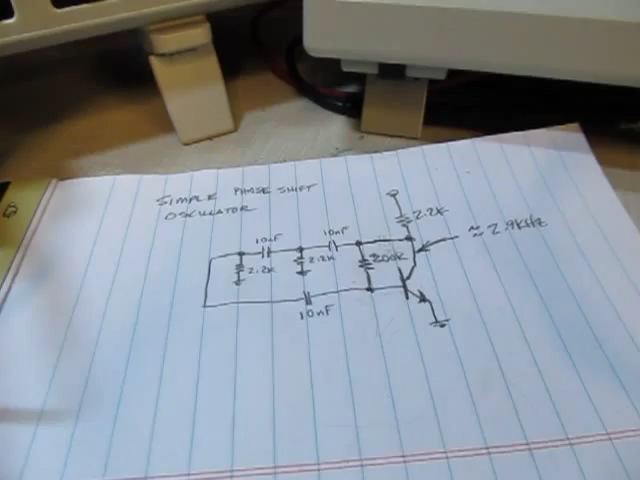 SIMPLE PHASE SHIFT
OSCILLATOR
2.2K
≈ 2.9KHz
10nF
10nF
2.2K
2.2K
200K
10nF